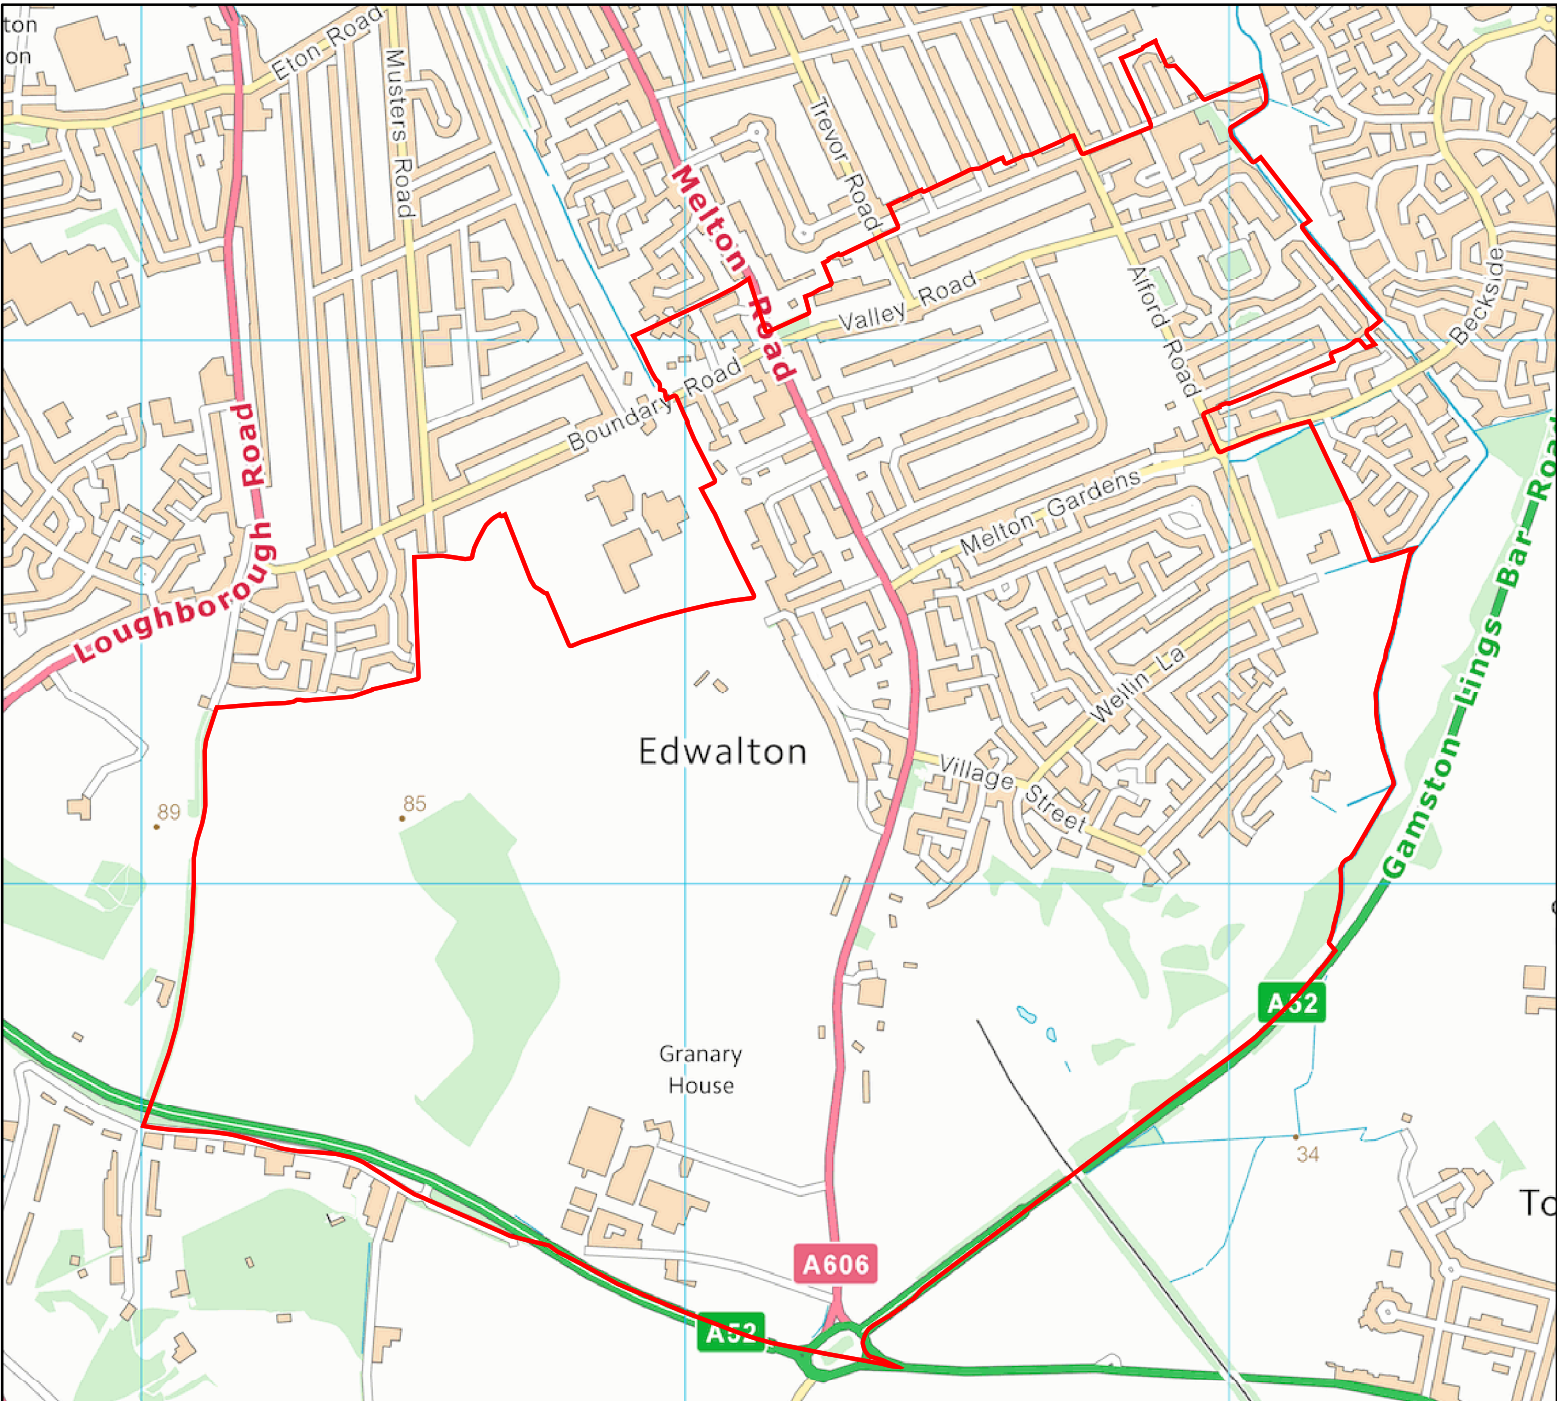 ton
on
Eton Road
Musters Road
Trevor Road
Melton Road
Valley Road
Alford Road
Beckside
Boundary Road
Loughborough Road
Melton Gardens
Gamston Lings Bar Road
Wellin La
Edwalton
Village Street
89
85
A52
Granary
House
34
To
A606
A52